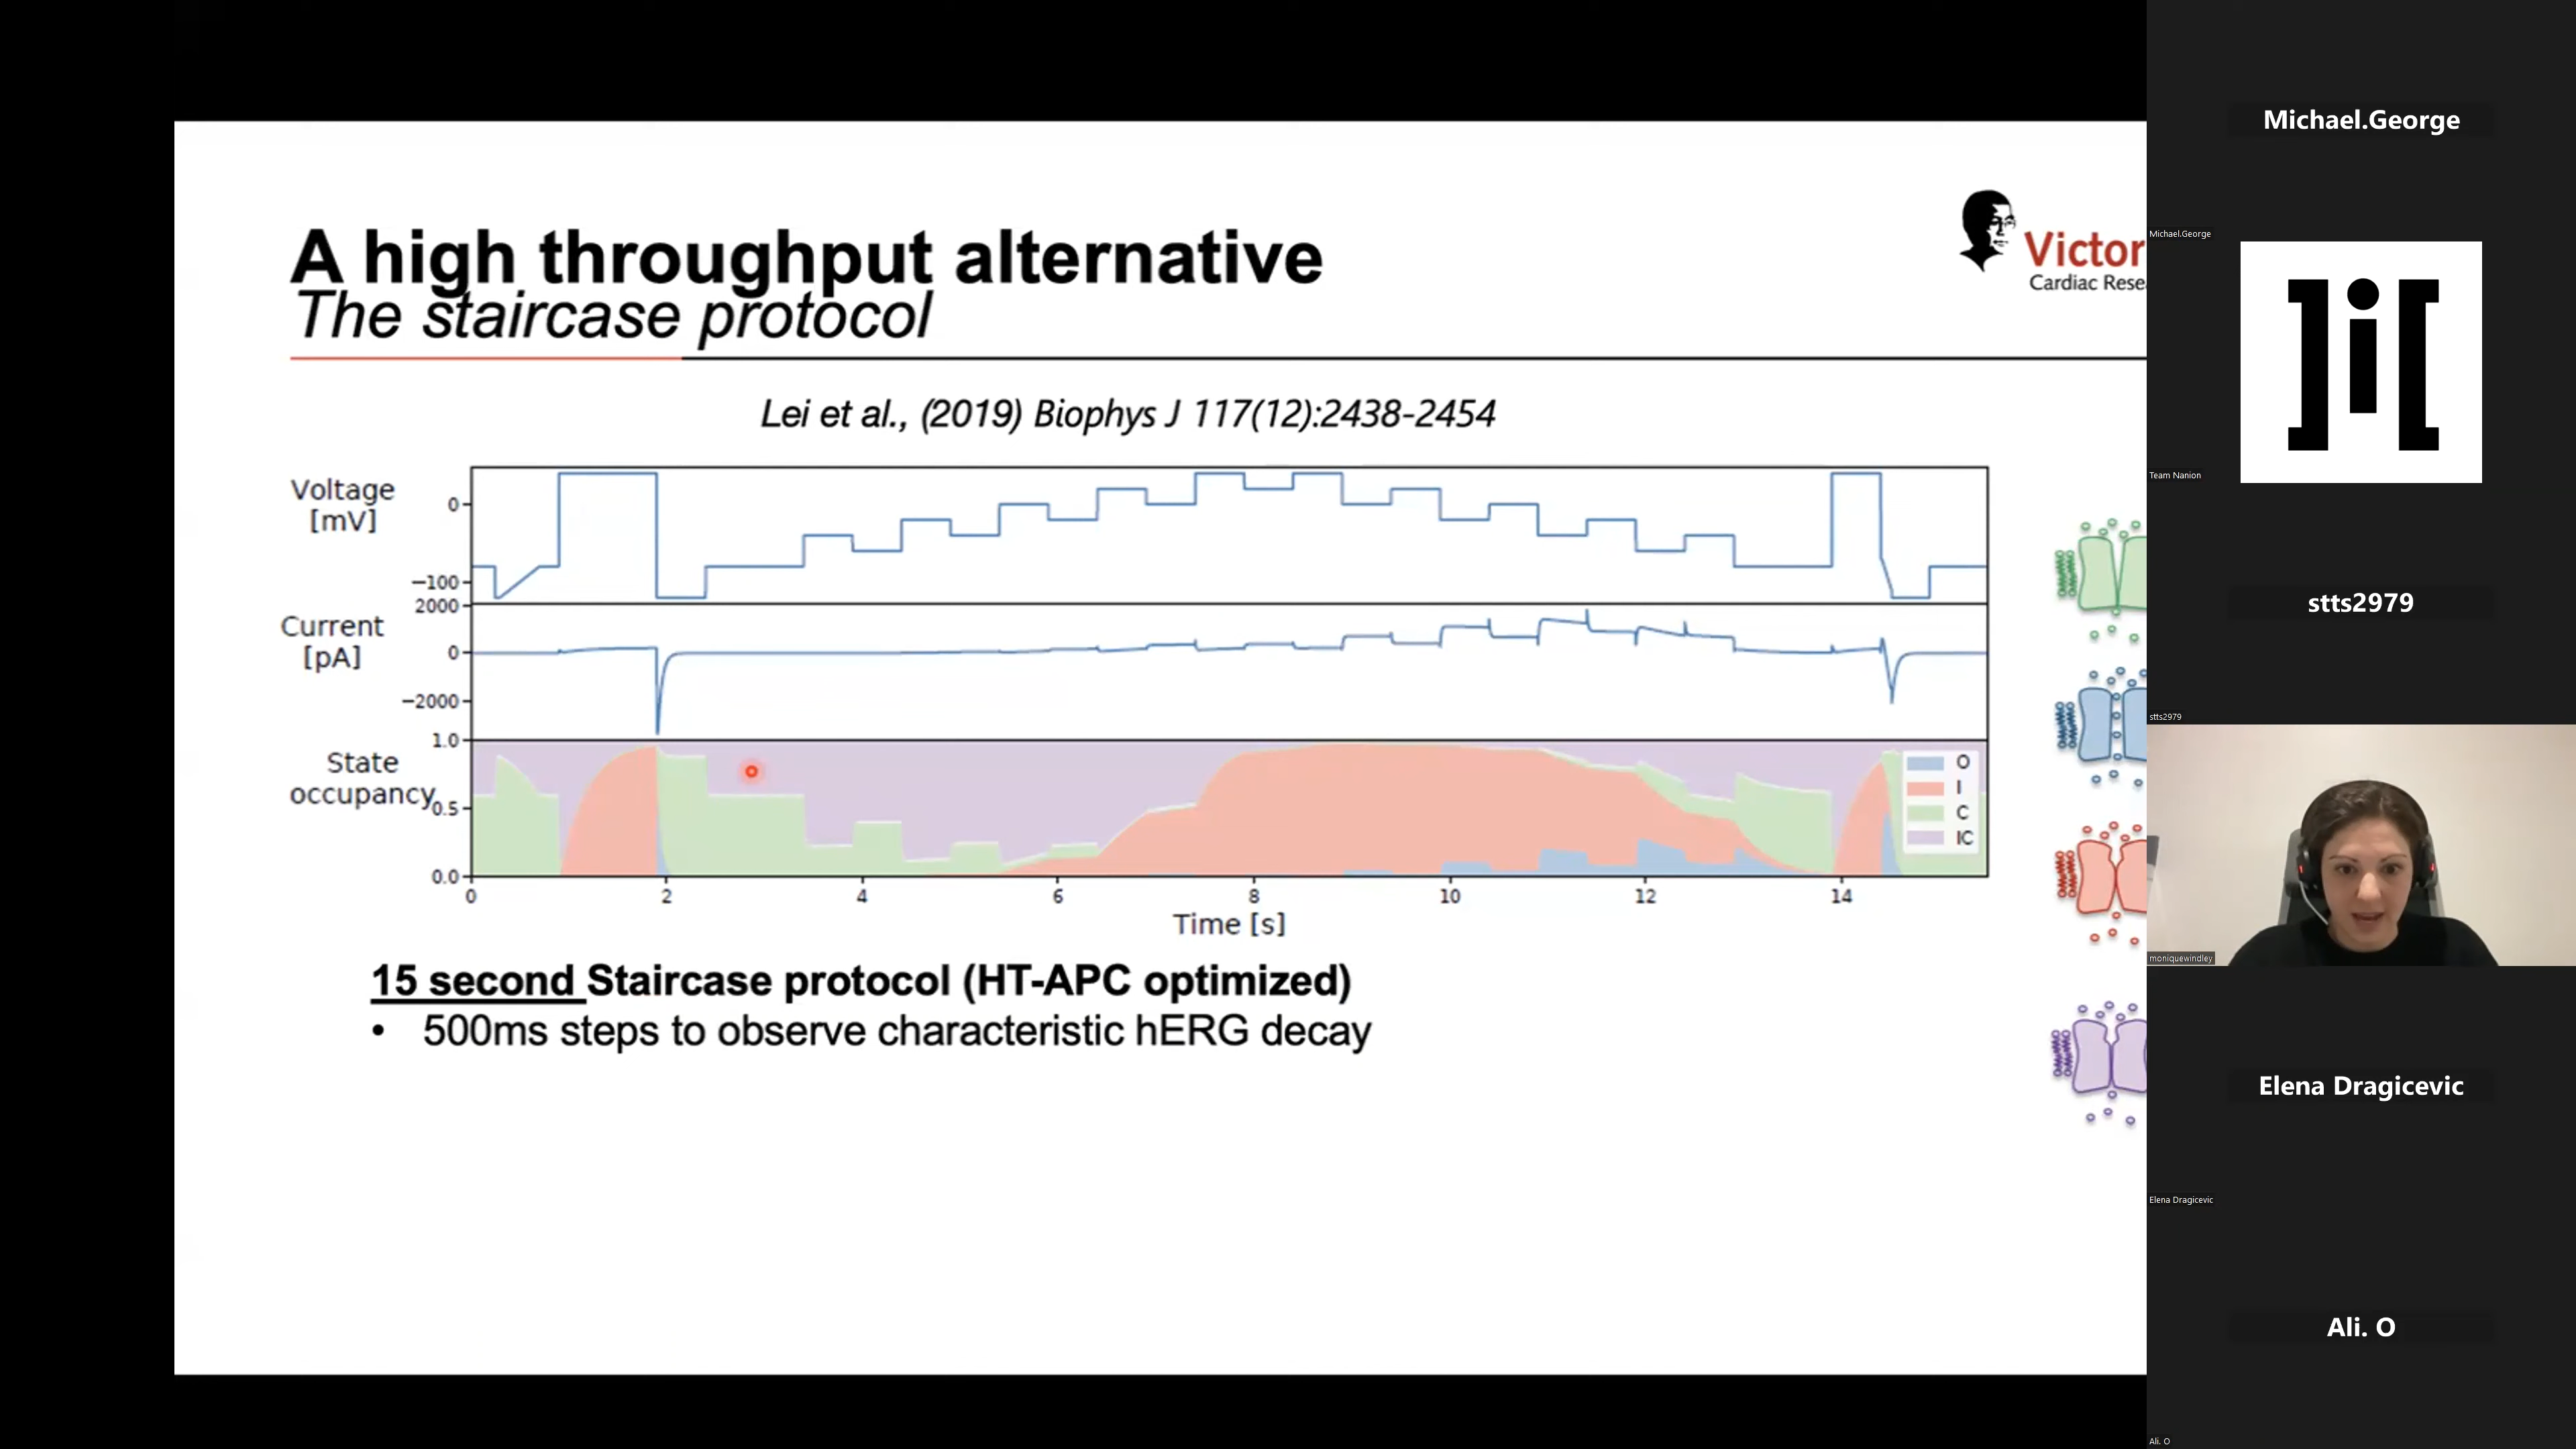 A high throughput alternative
The staircase protocol
Victor
Cardiac Rese
Lei et al., (2019) Biophys J 117(12):2438-2454
Voltage
[mV]
0
−100
Current
[pA]
2000
0
−2000
State
occupancy
1.0
0.5
0.0
O
I
C
IC
0
2
4
6
8
10
12
14
Time [s]
15 second Staircase protocol (HT-APC optimized)
• 500ms steps to observe characteristic hERG decay
Michael.George
Michael.George
]i[
Team Nanion
stts2979
stts2979
moniquewindley
Elena Dragicevic
Elena Dragicevic
Ali. O
Ali. O